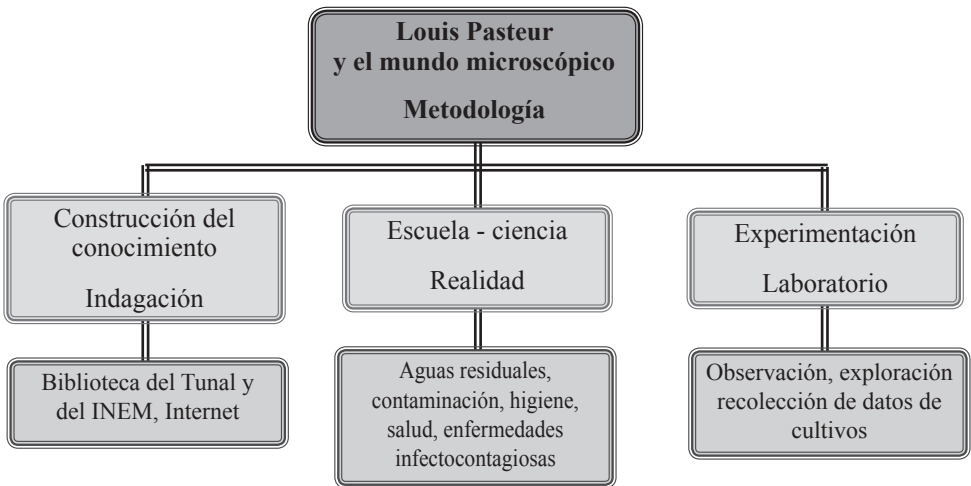 Louis Pasteur
y el mundo microscópico
Metodología
Construcción del
conocimiento
Indagación
Escuela - ciencia
Realidad
Experimentación
Laboratorio
Biblioteca del Tunal y
del INEM, Internet
Aguas residuales,
contaminación, higiene,
salud, enfermedades
infectocontagiosas
Observación, exploración
recolección de datos de
cultivos